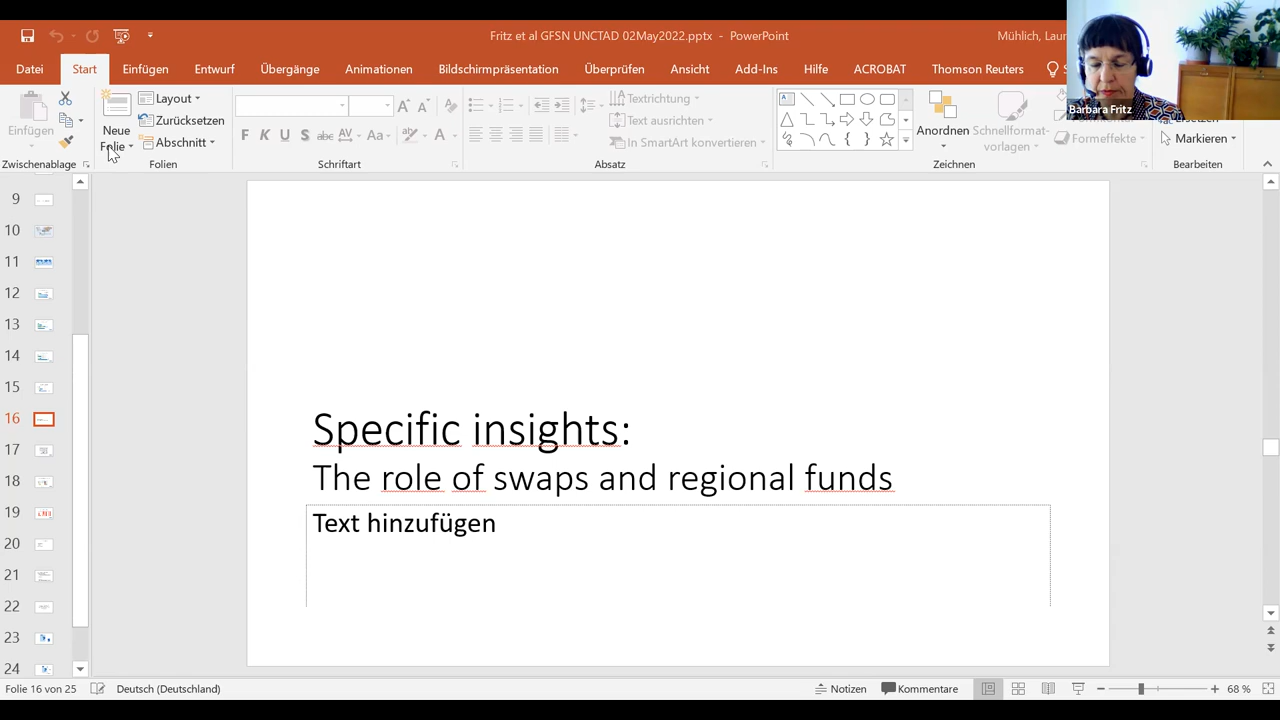 Fritz et al GFSN UNCTAD 02May2022.pptx - PowerPoint
Mühlich, Laur
Datei Start Einfügen Entwurf Übergänge Animationen Bildschirmpräsentation Überprüfen Ansicht Add-Ins Hilfe ACROBAT Thomson Reuters
Barbara Fritz
Einfügen
Zwischenablage
Neue
Folie
Layout
Zurücksetzen
Abschnitt
Folien
F K U S abc AV Aa A
Schriftart
Textrichtung
Text ausrichten
In SmartArt konvertieren
Absatz
Anordnen
Schnellformat-
vorlagen
Formeffekte
Zeichnen
Ersetzen
Markieren
Bearbeiten
9
10
11
12
13
14
15
16
17
18
19
20
21
22
23
24
Specific insights:
The role of swaps and regional funds
Text hinzufügen
Folie 16 von 25 Deutsch (Deutschland) Notizen Kommentare 68 %